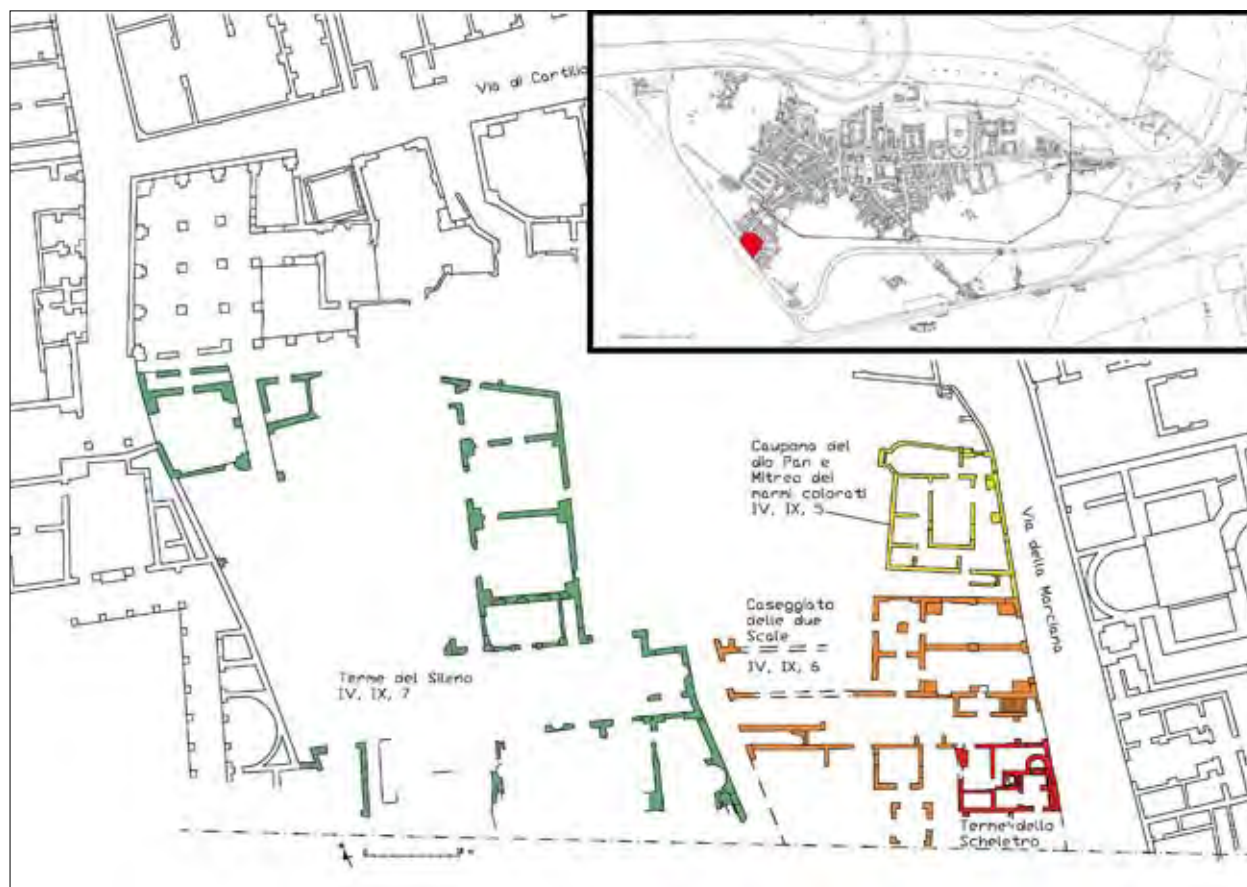 Via di Cartilio
Caupona del
dio Pan e
Mitreo dei
marmi colorati
IV, IX, 5
Via della Marciana
Caseggiato
delle due
Scale
IV, IX, 6
Terme del Sileno
IV, IX, 7
Terme dello
Scheletro